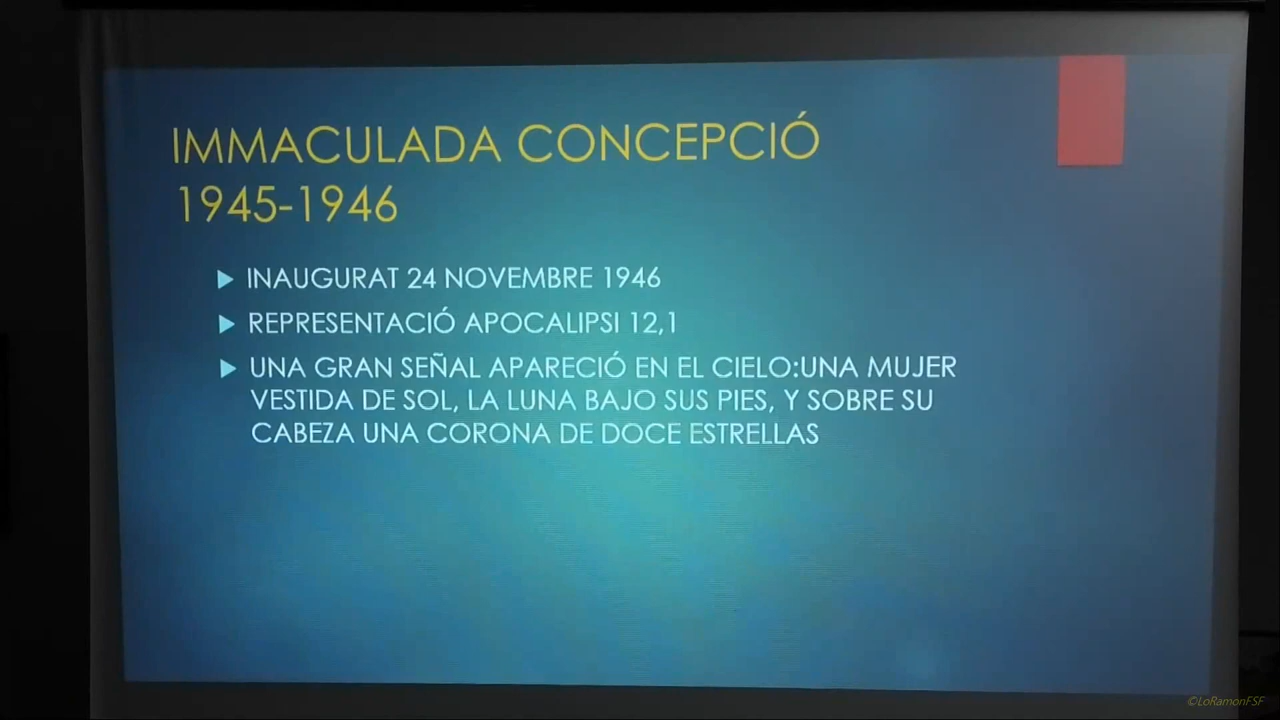 IMMACULADA CONCEPCIÓ
1945-1946
INAUGURAT 24 NOVEMBRE 1946
REPRESENTACIÓ APOCALIPSI 12,1
UNA GRAN SEÑAL APARECIÓ EN EL CIELO:UNA MUJER
VESTIDA DE SOL, LA LUNA BAJO SUS PIES, Y SOBRE SU
CABEZA UNA CORONA DE DOCE ESTRELLAS
©LoRamonFSF